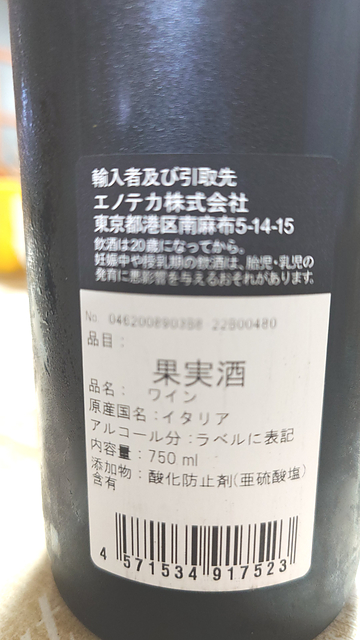 輸入者及び引取先
エノテカ株式会社
東京都港区南麻布5-14-15
飲酒は20歳になってから。
妊娠中や授乳期の飲酒は、胎児・乳児の
発育に悪影響を与えるおそれがあります。
No. 0462008903B8 22B00480
品目：
果実酒
品名： ワイン
原産国名：イタリア
アルコール分：ラベルに表記
内容量：750 ml
添加物：酸化防止剤(亜硫酸塩)
含有
4 571534 917523